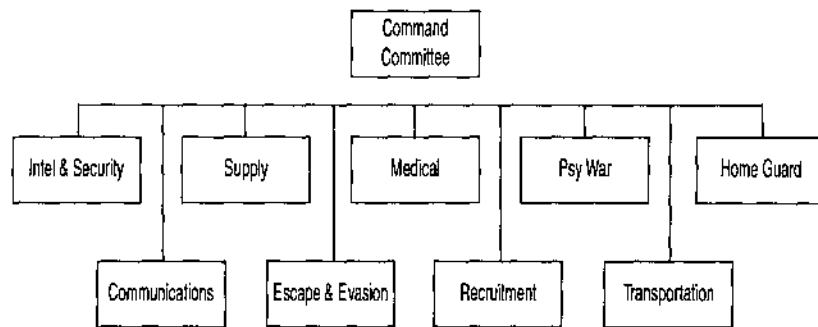 Command
Committee
Intel & Security
Supply
Medical
Psy War
Home Guard
Communications
Escape & Evasion
Recruitment
Transportation